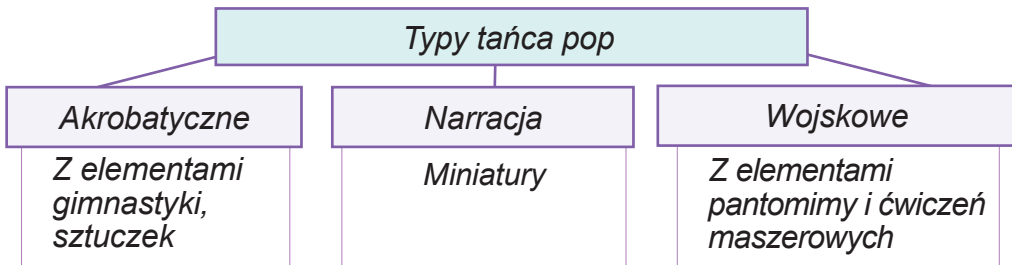 Typy tańca pop
Akrobatyczne
Z elementami
gimnastyki,
sztuczek
Narracja
Miniatury
Wojskowe
Z elementami
pantomimy i ćwiczeń
maszerowych